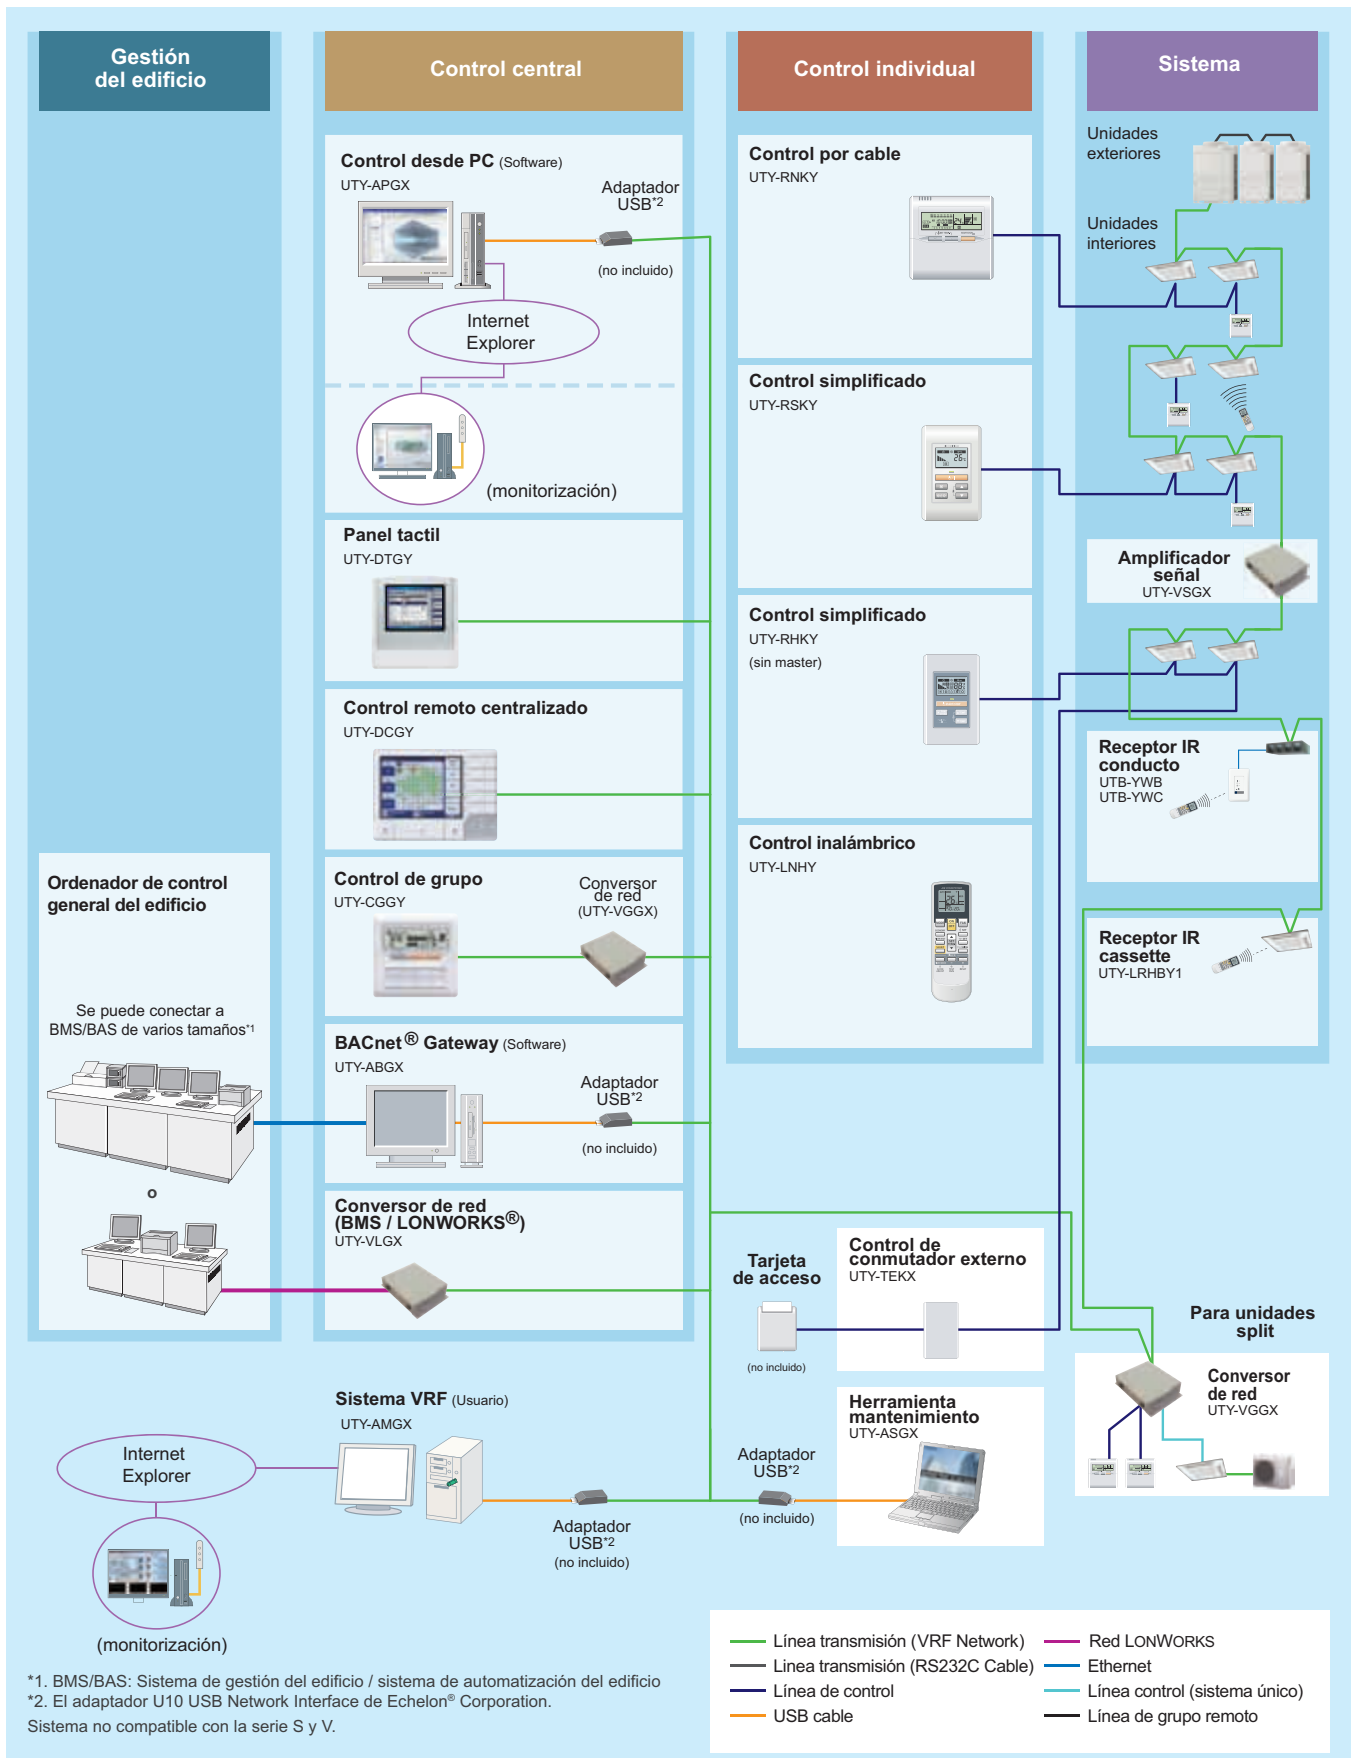 Gestión
del edificio
Control central
Control individual
Sistema
Control desde PC (Software)
UTY-APGX
Adaptador
USB*2
(no incluido)
Internet
Explorer
(monitorización)
Panel tactil
UTY-DTGY
Control remoto centralizado
UTY-DCGY
Control de grupo
UTY-CGGY
Conversor
de red
(UTY-VGGX)
BACnet® Gateway (Software)
UTY-ABGX
Adaptador
USB*2
(no incluido)
Conversor de red
(BMS / LONWORKS®)
UTY-VLGX
Ordenador de control
general del edificio
Se puede conectar a
BMS/BAS de varios tamaños*1
o
Control por cable
UTY-RNKY
Control simplificado
UTY-RSKY
Control simplificado
UTY-RHKY
(sin master)
Control inalámbrico
UTY-LNHY
Unidades
exteriores
Unidades
interiores
Amplificador
señal
UTY-VSGX
Receptor IR
conducto
UTB-YWB
UTB-YWC
Receptor IR
cassette
UTY-LRHBY1
Tarjeta
de acceso
(no incluido)
Control de
conmutador externo
UTY-TEKX
Para unidades
split
Conversor
de red
UTY-VGGX
Herramienta
mantenimiento
UTY-ASGX
Adaptador
USB*2
(no incluido)
Sistema VRF (Usuario)
UTY-AMGX
Adaptador
USB*2
(no incluido)
Internet
Explorer
(monitorización)
Línea transmisión (VRF Network)
Linea transmisión (RS232C Cable)
Línea de control
USB cable
Red LONWORKS
Ethernet
Línea control (sistema único)
Línea de grupo remoto
*1. BMS/BAS: Sistema de gestión del edificio / sistema de automatización del edificio
*2. El adaptador U10 USB Network Interface de Echelon® Corporation.
Sistema no compatible con la serie S y V.